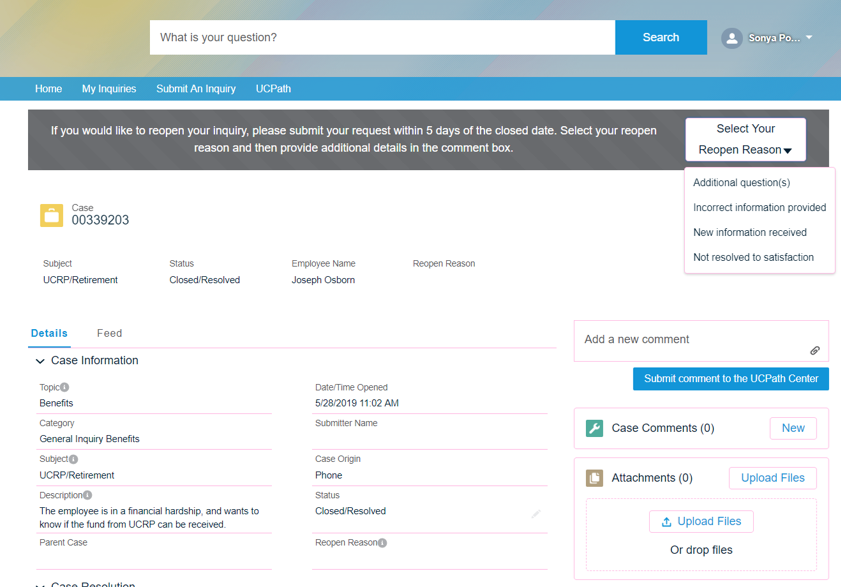 What is your question?
Search
Sonya Po...
Home
My Inquiries
Submit An Inquiry
UCPath
If you would like to reopen your inquiry, please submit your request within 5 days of the closed date. Select your reopen
reason and then provide additional details in the comment box.
Select Your
Reopen Reason
Additional question(s)
Incorrect information provided
New information received
Not resolved to satisfaction
Case
00339203
Subject
UCRP/Retirement
Status
Closed/Resolved
Employee Name
Joseph Osborn
Reopen Reason
Details
Feed
Case Information
Topic
Benefits
Date/Time Opened
5/28/2019 11:02 AM
Category
General Inquiry Benefits
Submitter Name
Subject
UCRP/Retirement
Case Origin
Phone
Description
The employee is in a financial hardship, and wants to
know if the fund from UCRP can be received.
Status
Closed/Resolved
Parent Case
Reopen Reason
Case Resolution
Add a new comment
Submit comment to the UCPath Center
Case Comments (0)
New
Attachments (0)
Upload Files
Upload Files
Or drop files